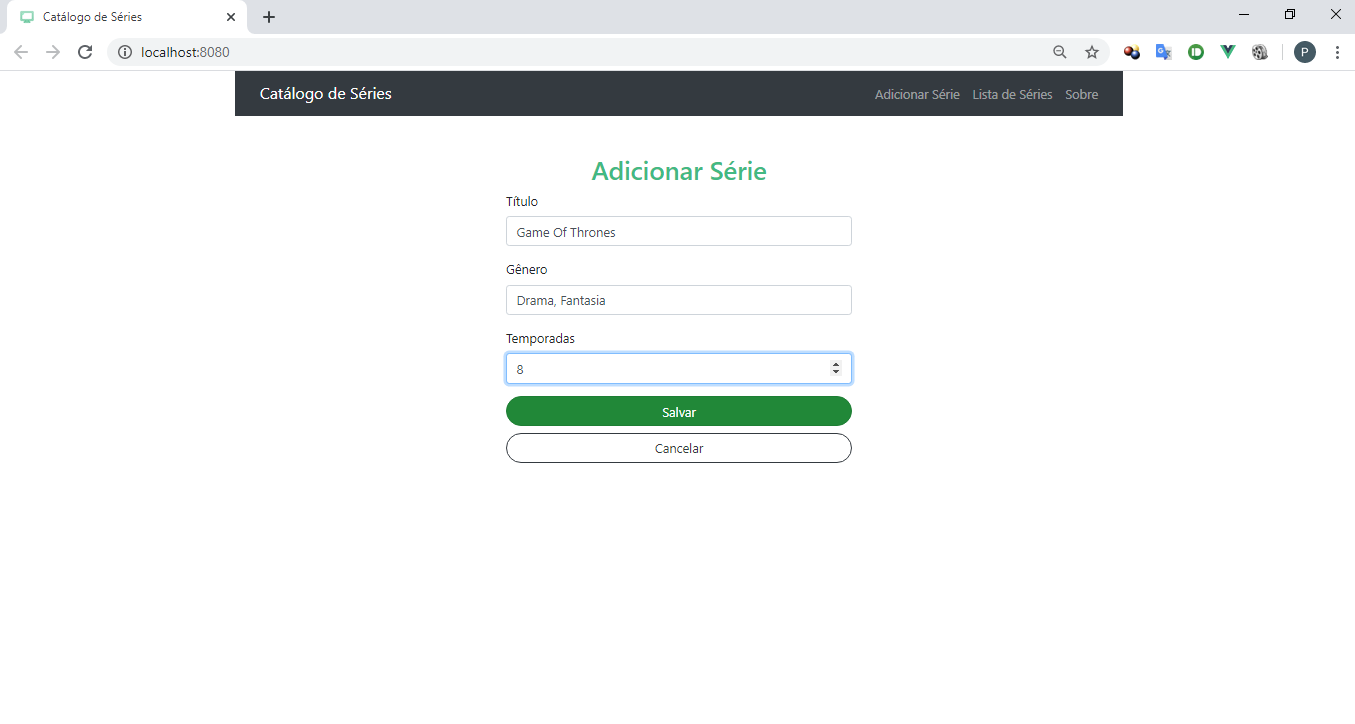 Catálogo de Séries
localhost:8080
P
Catálogo de Séries Adicionar Série Lista de Séries Sobre
Adicionar Série
Título
Game Of Thrones
Gênero
Drama, Fantasia
Temporadas
8
Salvar
Cancelar